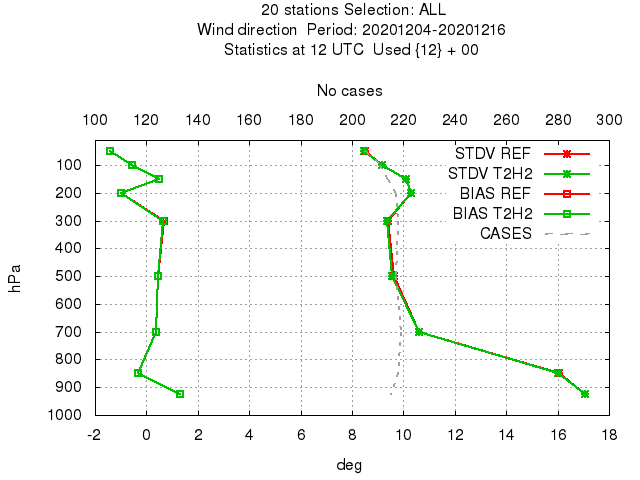 20 stations Selection: ALL
Wind direction  Period: 20201204-20201216
Statistics at 12 UTC  Used {12} + 00
No cases
100 120 140 160 180 200 220 240 260 280 300
STDV REF
STDV T2H2
BIAS REF
BIAS T2H2
CASES
100
200
300
400
500
600
700
800
900
1000
hPa
-2 0 2 4 6 8 10 12 14 16 18
deg